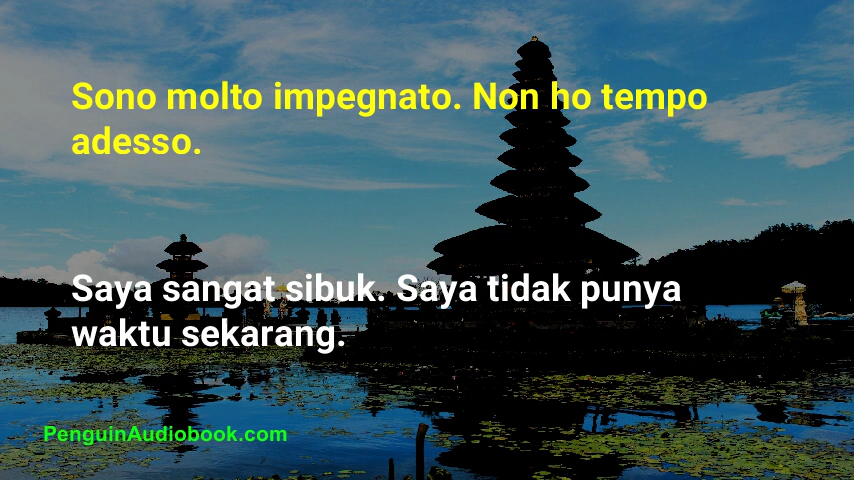 Sono molto impegnato. Non ho tempo
adesso.
Saya sangat sibuk. Saya tidak punya
waktu sekarang.
PenguinAudiobook.com